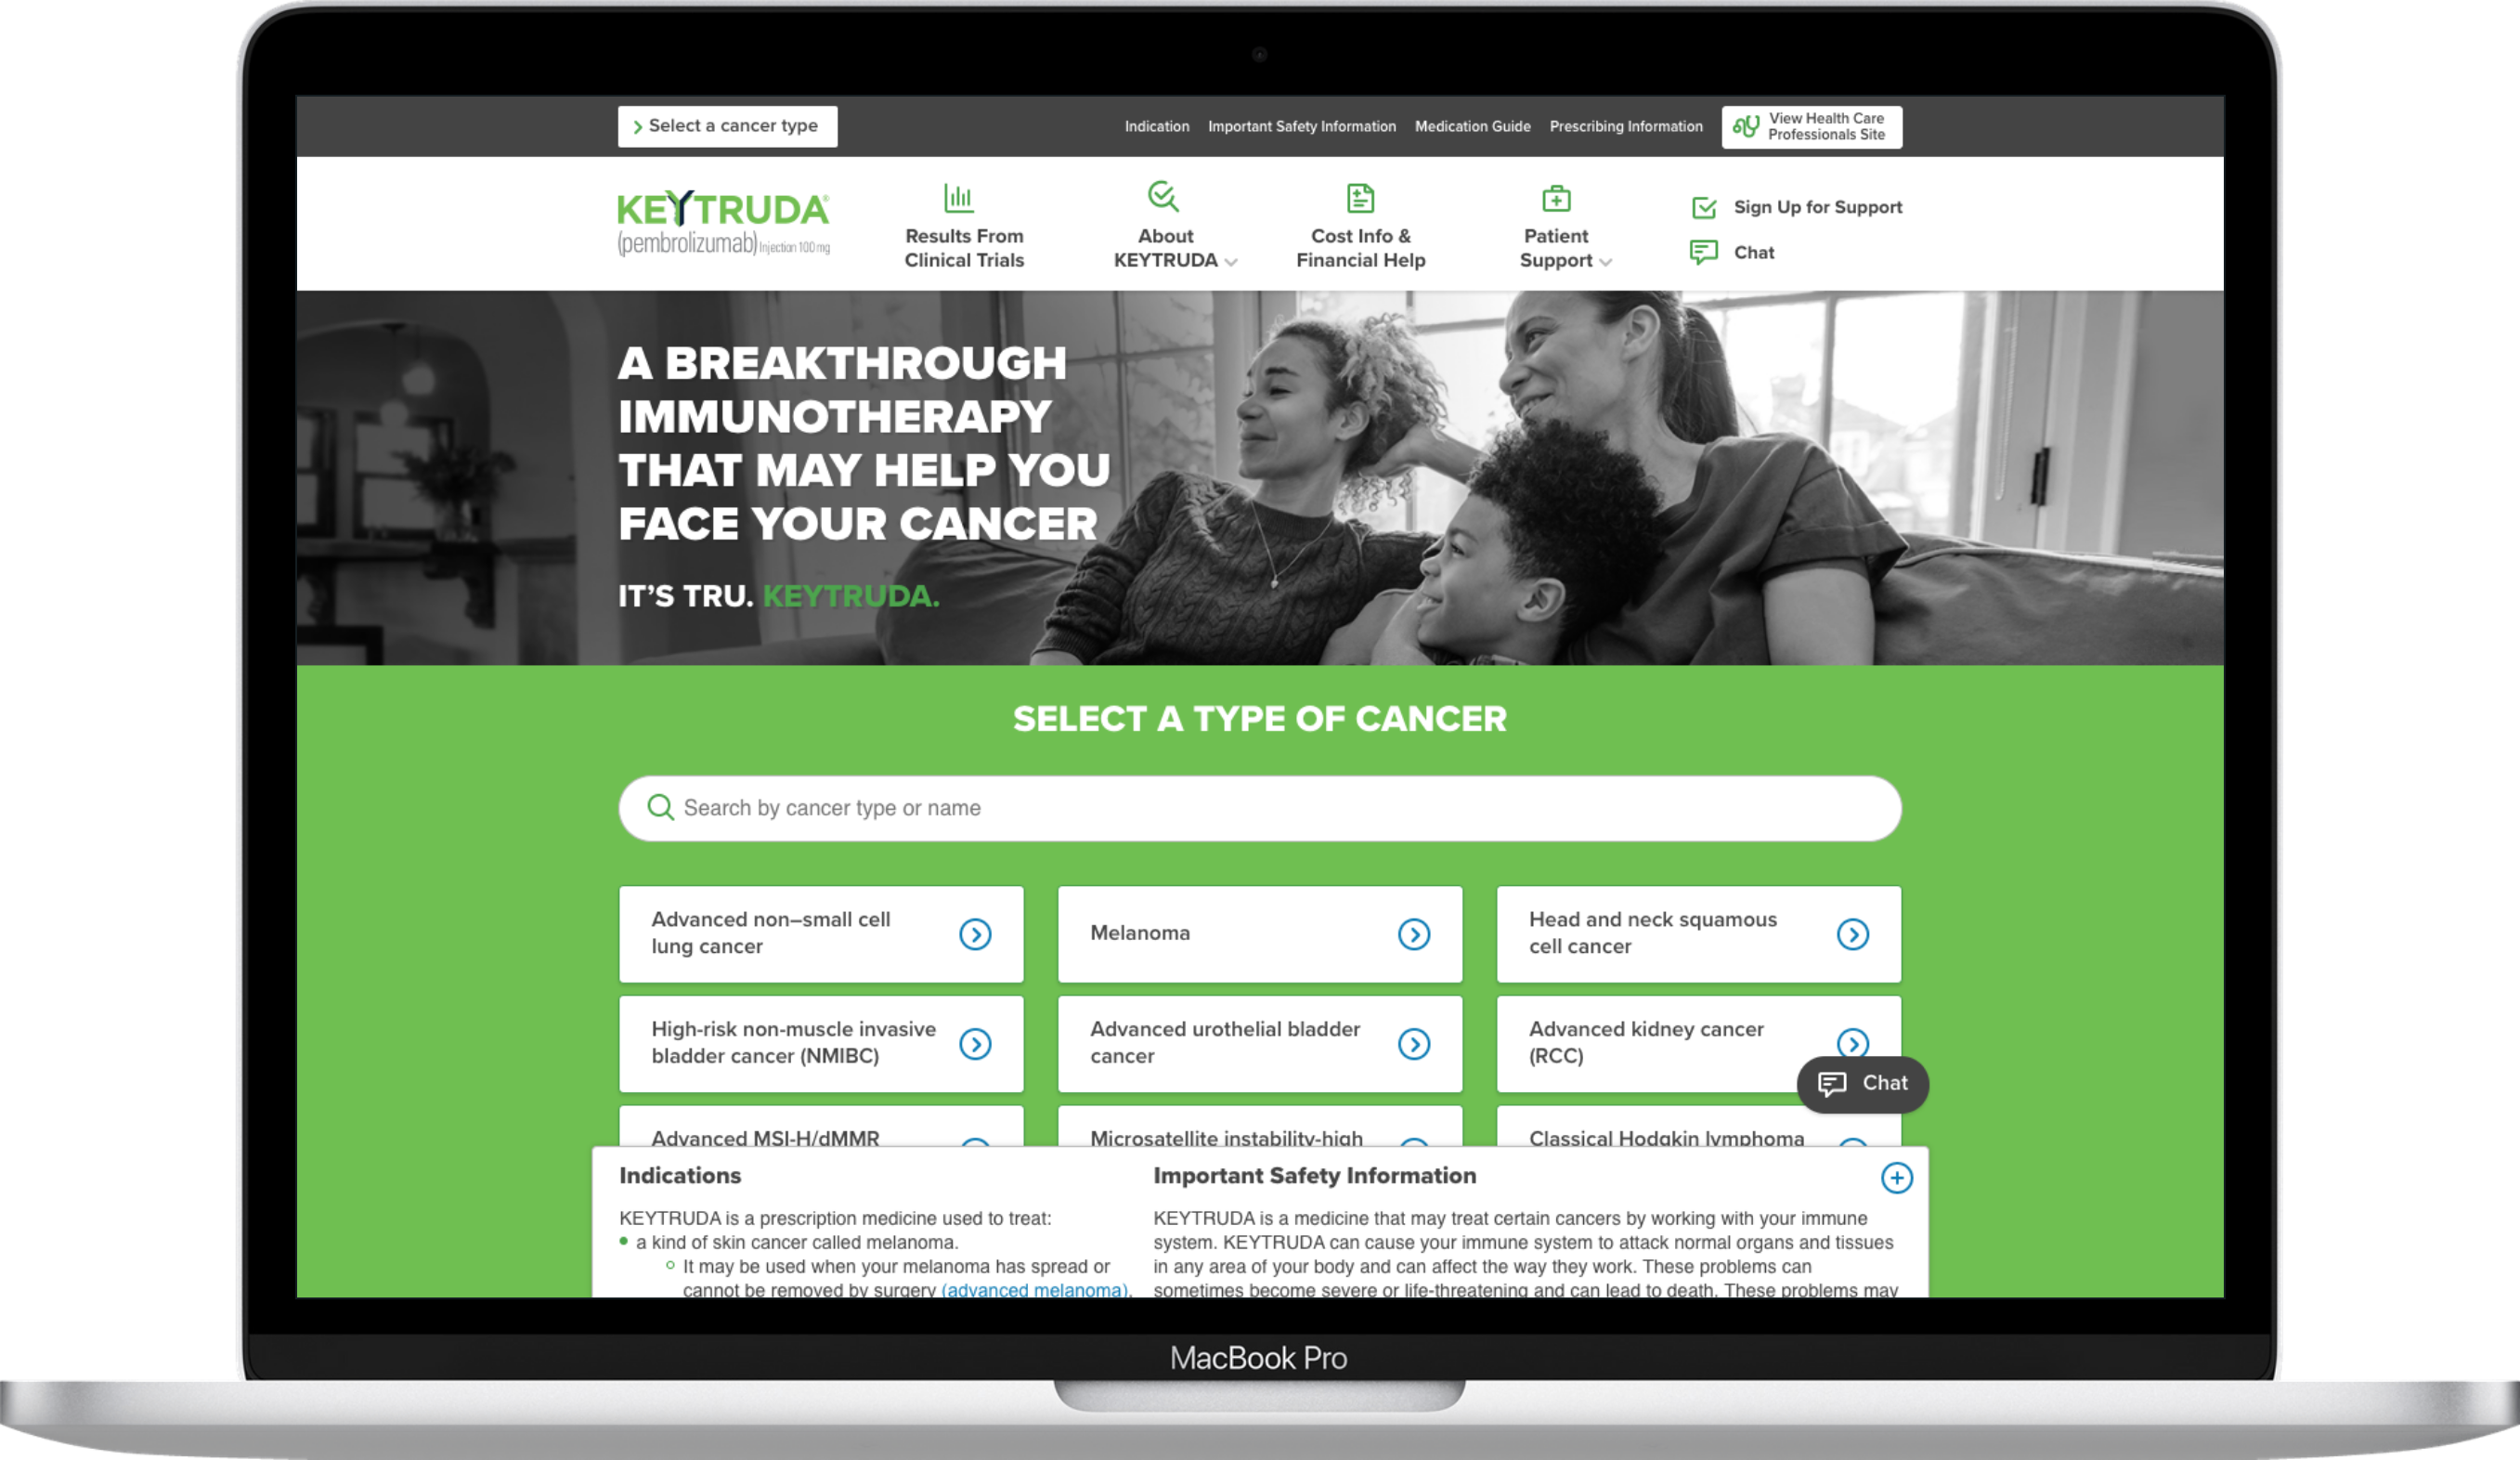 Select a cancer type
Indication
Important Safety Information
Medication Guide
Prescribing Information
View Health Care
Professionals Site
KEYTRUDA®
(pembrolizumab) Injection 100 mg
Results From
Clinical Trials
About
KEYTRUDA
Cost Info &
Financial Help
Patient
Support
Sign Up for Support
Chat
A BREAKTHROUGH
IMMUNOTHERAPY
THAT MAY HELP YOU
FACE YOUR CANCER
IT’S TRU. KEYTRUDA.
SELECT A TYPE OF CANCER
Search by cancer type or name
Advanced non–small cell
lung cancer
Melanoma
Head and neck squamous
cell cancer
High-risk non-muscle invasive
bladder cancer (NMIBC)
Advanced urothelial bladder
cancer
Advanced kidney cancer
(RCC)
Chat
Advanced MSI-H/dMMR
Microsatellite instability-high
Classical Hodgkin lymphoma
Indications
KEYTRUDA is a prescription medicine used to treat:
a kind of skin cancer called melanoma.
It may be used when your melanoma has spread or
cannot be removed by surgery (advanced melanoma).
Important Safety Information
KEYTRUDA is a medicine that may treat certain cancers by working with your immune
system. KEYTRUDA can cause your immune system to attack normal organs and tissues
in any area of your body and can affect the way they work. These problems can
sometimes become severe or life-threatening and can lead to death. These problems may
MacBook Pro